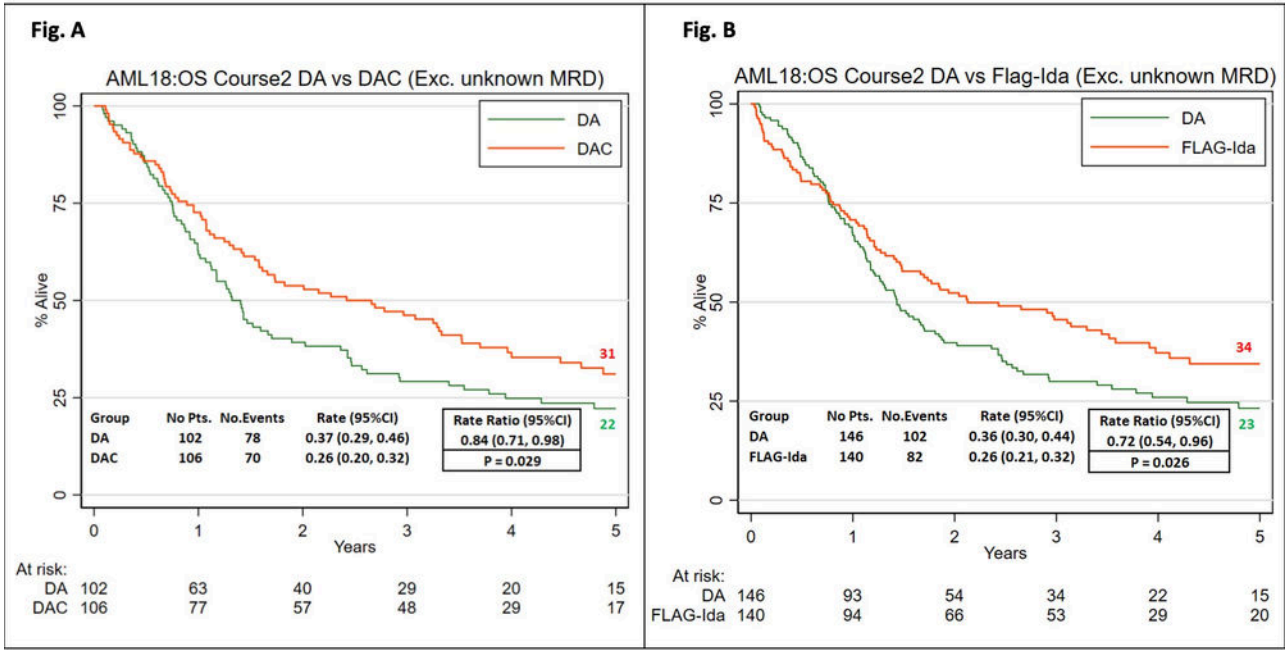 Fig. A
AML18:OS Course2 DA vs DAC (Exc. unknown MRD)
DA
DAC
100
75
50
25
0
% Alive
31
22
Group No Pts. No.Events Rate (95%CI) Rate Ratio (95%CI)
DA 102 78 0.37 (0.29, 0.46) 0.84 (0.71, 0.98)
DAC 106 70 0.26 (0.20, 0.32) P = 0.029
0 1 2 3 4 5
Years
At risk:
DA 102 63 40 29 20 15
DAC 106 77 57 48 29 17
Fig. B
AML18:OS Course2 DA vs Flag-Ida (Exc. unknown MRD)
DA
FLAG-Ida
100
75
50
25
0
% Alive
34
23
Group No Pts. No.Events Rate (95%CI) Rate Ratio (95%CI)
DA 146 102 0.36 (0.30, 0.44) 0.72 (0.54, 0.96)
FLAG-Ida 140 82 0.26 (0.21, 0.32) P = 0.026
0 1 2 3 4 5
Years
At risk:
DA 146 93 54 34 22 15
FLAG-Ida 140 94 66 53 29 20